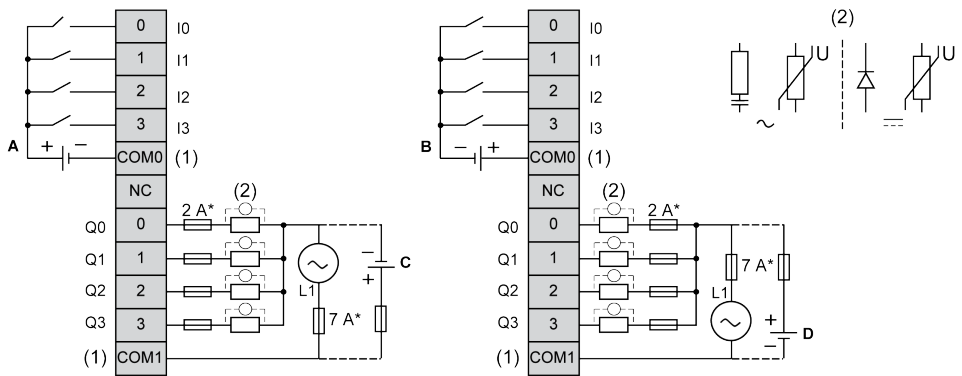 0 I0
1 I1
2 I2
3 I3
A + − COM0 (1)
NC
(2)
Q0 0 2 A*
Q1 1
Q2 2
Q3 3
(1) COM1
L1
7 A*
−
+
C
0 I0
1 I1
2 I2
3 I3
B − + COM0 (1)
NC
(2)
Q0 0 2 A*
Q1 1
Q2 2
Q3 3
(1) COM1
7 A*
L1
+
−
D
(2)
U U